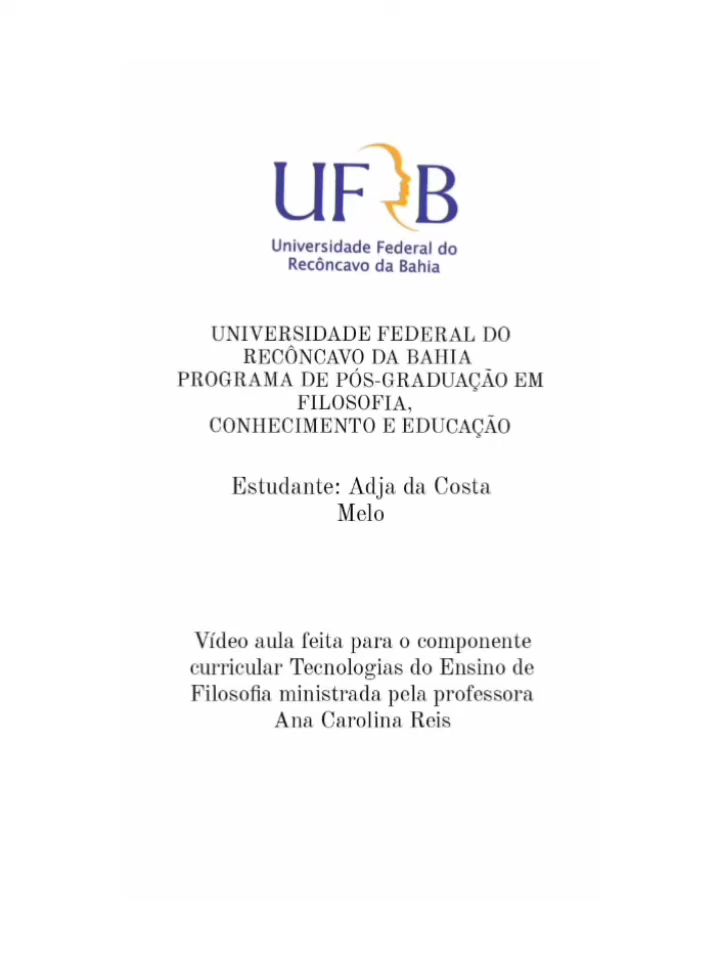 UFRB
Universidade Federal do
Recôncavo da Bahia
UNIVERSIDADE FEDERAL DO
RECÔNCAVO DA BAHIA
PROGRAMA DE PÓS-GRADUAÇÃO EM
FILOSOFIA,
CONHECIMENTO E EDUCAÇÃO
Estudante: Adja da Costa
Melo
Vídeo aula feita para o componente
curricular Tecnologias do Ensino de
Filosofia ministrada pela professora
Ana Carolina Reis